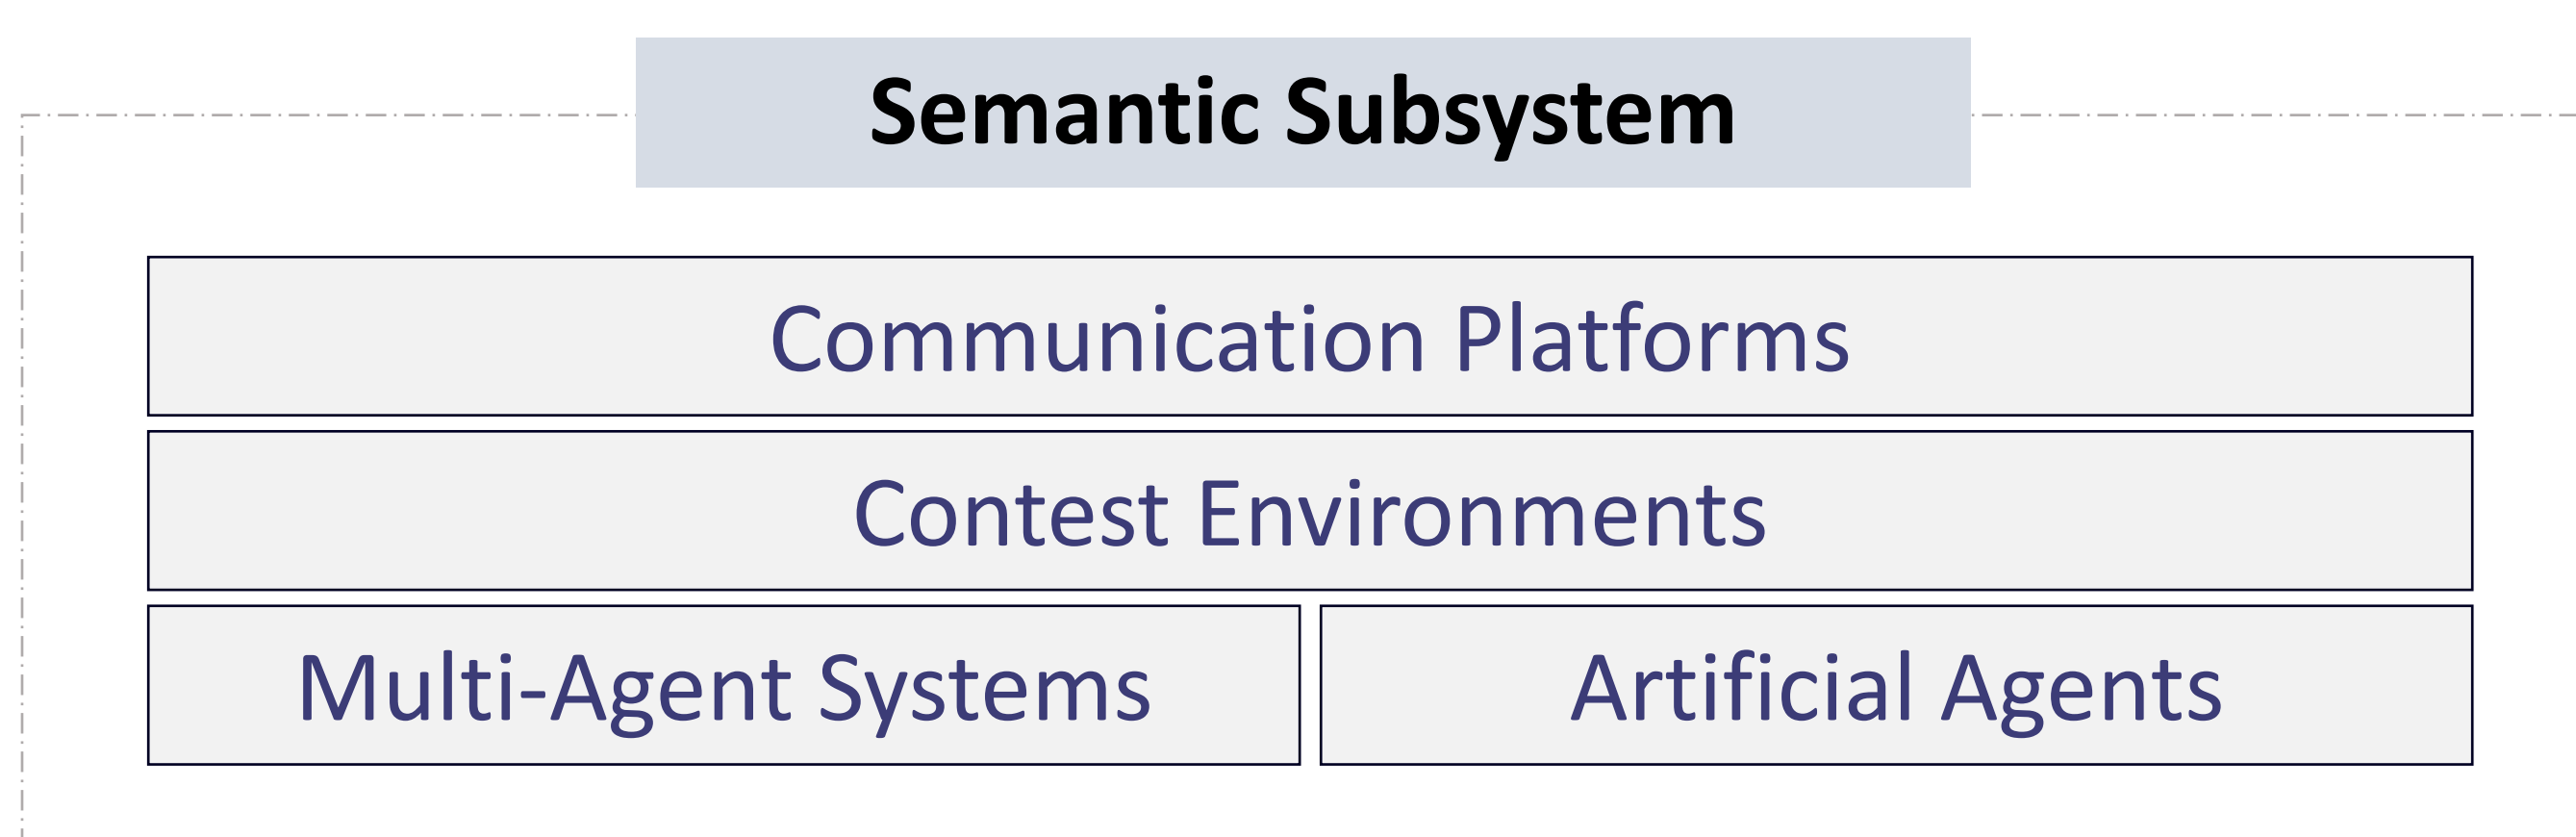 Semantic Subsystem
Communication Platforms
Contest Environments
Multi-Agent Systems
Artificial Agents